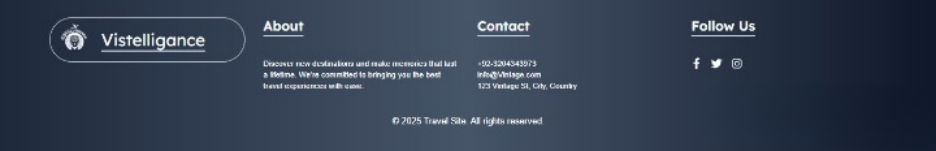 Vistelligance
About
Discover new destinations and make memories that last
a lifetime. We're committed to bringing you the best
travel experiences with ease.
Contact
+92-3204343973
info@Vintage.com
123 Vintage St, City, Country
Follow Us
© 2025 Travel Site. All rights reserved.